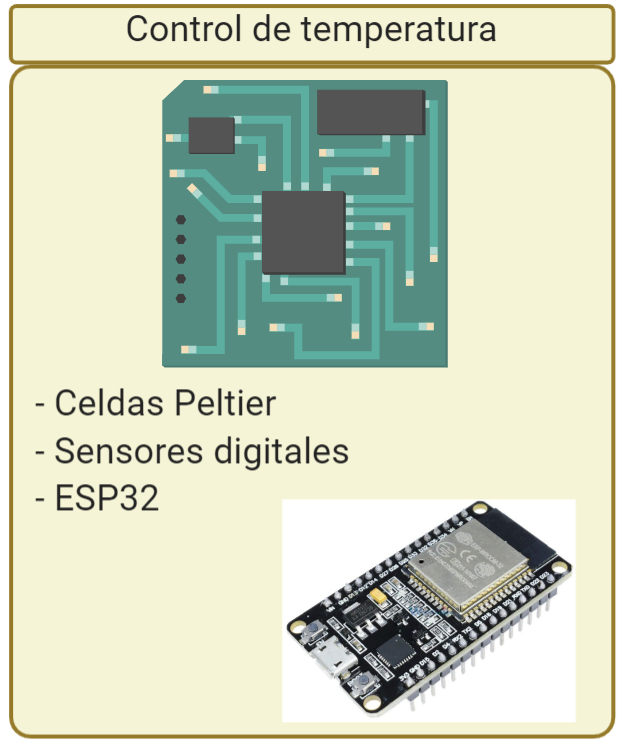 Control de temperatura
- Celdas Peltier
- Sensores digitales
- ESP32